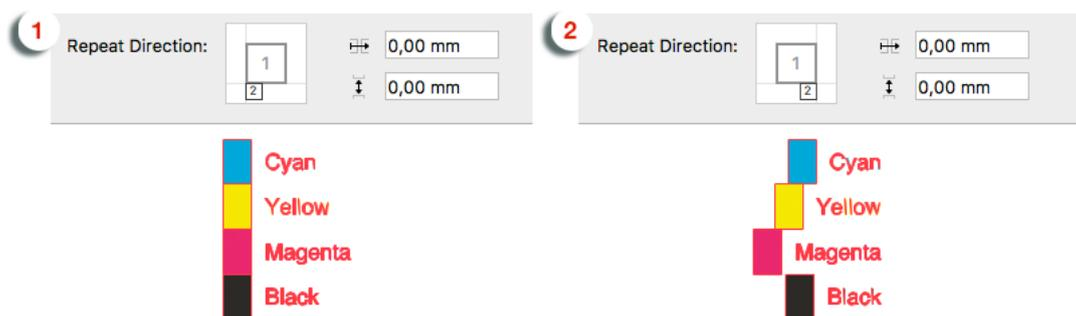 1
Repeat Direction:
1
2
0,00 mm
0,00 mm
Cyan
Yellow
Magenta
Black
2
Repeat Direction:
1
2
0,00 mm
0,00 mm
Cyan
Yellow
Magenta
Black